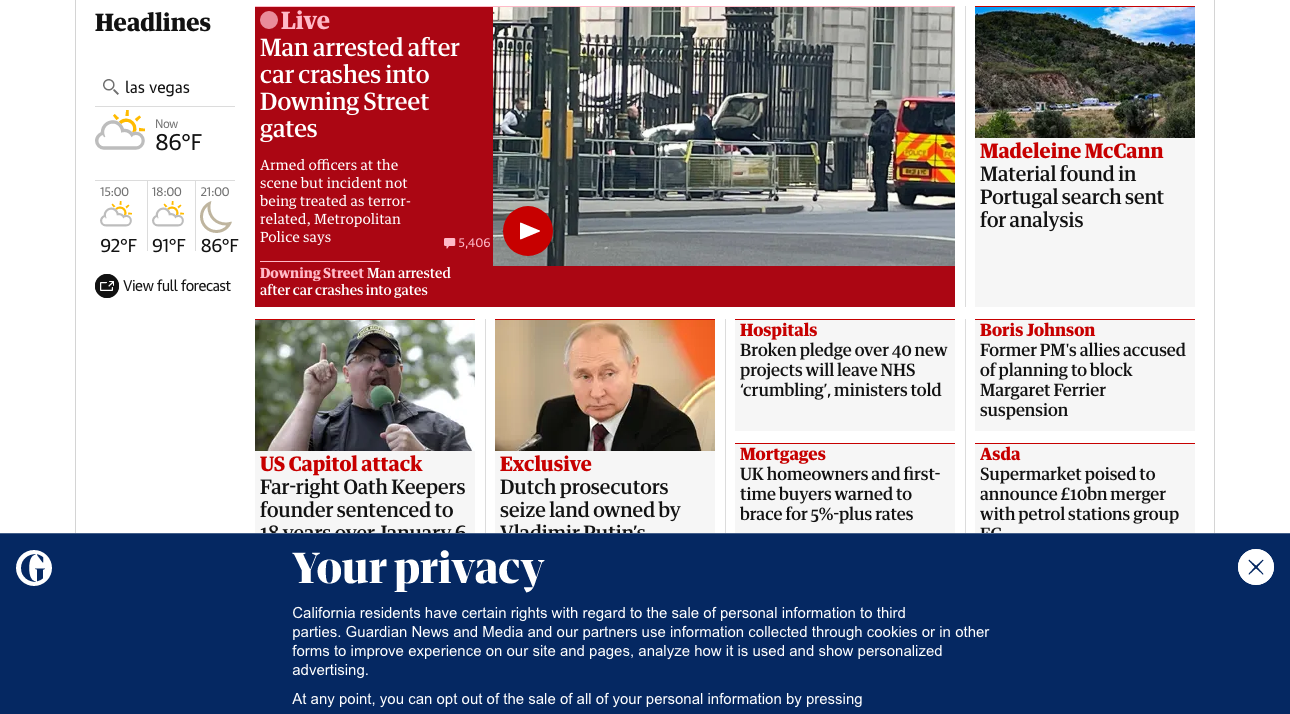 Headlines
las vegas
Now
86°F
15:00
18:00
21:00
92°F
91°F
86°F
View full forecast
Live
Man arrested after
car crashes into
Downing Street
gates
Armed officers at the
scene but incident not
being treated as terror-
related, Metropolitan
Police says
5,406
Downing Street Man arrested
after car crashes into gates
Madeleine McCann
Material found in
Portugal search sent
for analysis
US Capitol attack
Far-right Oath Keepers
founder sentenced to
18 years over January 6
Exclusive
Dutch prosecutors
seize land owned by
Vladimir Putin's
Hospitals
Broken pledge over 40 new
projects will leave NHS
‘crumbling’, ministers told
Boris Johnson
Former PM's allies accused
of planning to block
Margaret Ferrier
suspension
Mortgages
UK homeowners and first-
time buyers warned to
brace for 5%-plus rates
Asda
Supermarket poised to
announce £10bn merger
with petrol stations group
EG
G
Your privacy
California residents have certain rights with regard to the sale of personal information to third
parties. Guardian News and Media and our partners use information collected through cookies or in other
forms to improve experience on our site and pages, analyze how it is used and show personalized
advertising.
At any point, you can opt out of the sale of all of your personal information by pressing